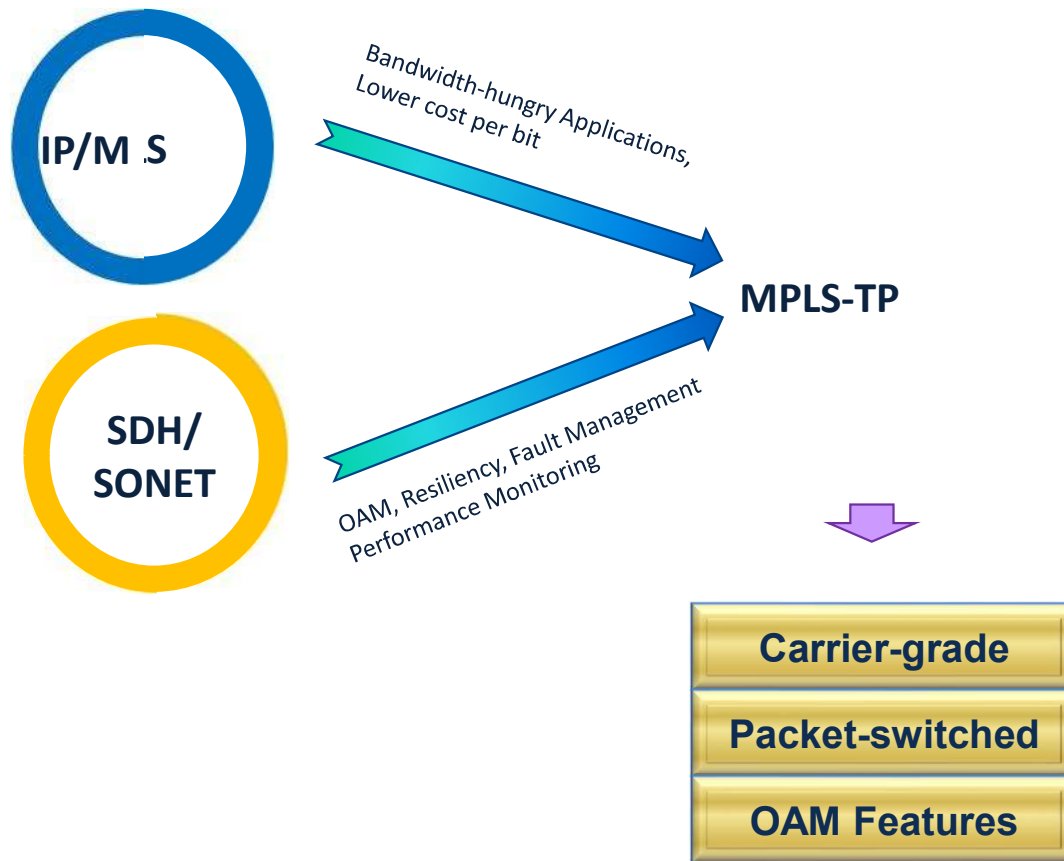 Bandwidth-hungry Applications,
Lower cost per bit
IP/M .S
MPLS-TP
SDH/
SONET
OAM, Resiliency, Fault Management
Performance Monitoring
Carrier-grade
Packet-switched
OAM Features